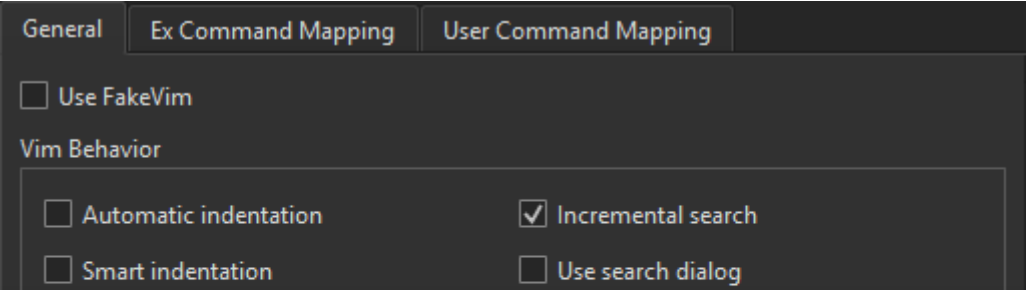 General Ex Command Mapping User Command Mapping
Use FakeVim
Vim Behavior
Automatic indentation Incremental search
Smart indentation Use search dialog